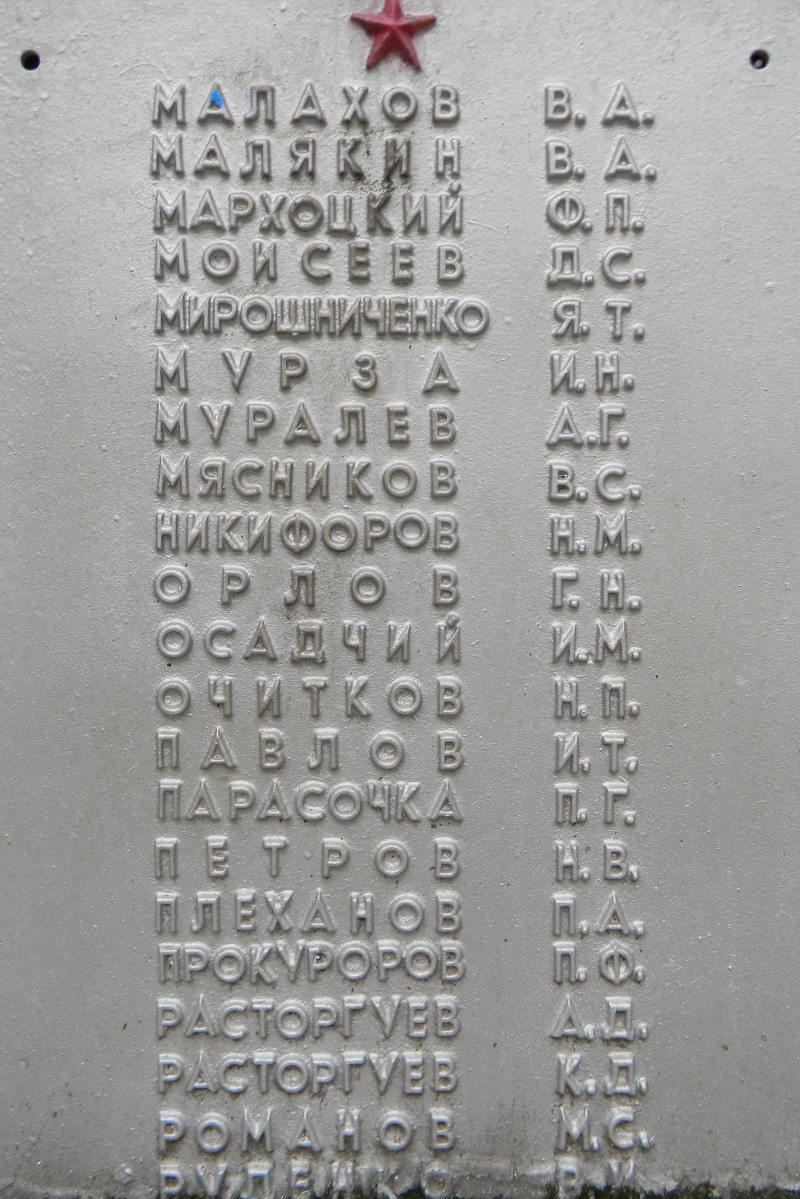 МАЛАХОВ В. А.
МАЛЯКИН В. А.
МАРХОЦКИЙ Ф. П.
МОИСЕЕВ Д. С.
МИРОШНИЧЕНКО Я. Т.
МУРЗА И. Н.
МУРАЛЕВ А. Г.
МЯСНИКОВ В. С.
НИКИФОРОВ Н. М.
ОРЛОВ Г. Н.
ОСАДЧИЙ И. М.
ОЧИТКОВ Н. П.
ПАВЛОВ И. Т.
ПАРАСОЧКА П. Г.
ПЕТРОВ Н. В.
ПЛЕХАНОВ П. А.
ПРОКУРОРОВ П. Ф.
РАСТОРГУЕВ А. Д.
РАСТОРГУЕВ К. Д.
РОМАНОВ М. С.